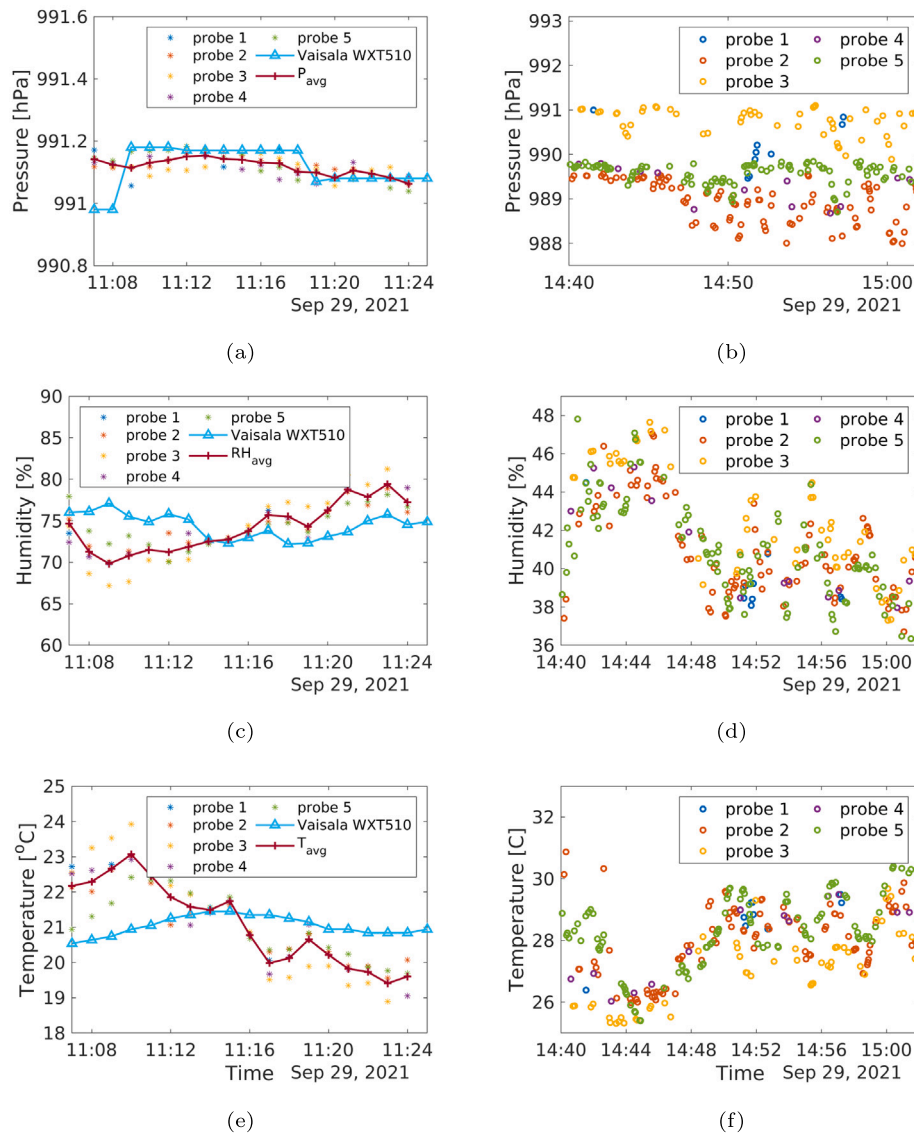 991.6
991.4
991.2
991
990.8
Pressure [hPa]
probe 1
probe 2
probe 3
probe 4
probe 5
Vaisala WXT510
P_avg
11:08 11:12 11:16 11:20 11:24
Sep 29, 2021
(a)
993
992
991
990
989
988
Pressure [hPa]
probe 1
probe 2
probe 3
probe 4
probe 5
14:40 14:50 15:00
Sep 29, 2021
(b)
90
85
80
75
70
65
60
Humidity [%]
probe 1
probe 2
probe 3
probe 4
probe 5
Vaisala WXT510
RH_avg
11:08 11:12 11:16 11:20 11:24
Sep 29, 2021
(c)
48
46
44
42
40
38
36
Humidity [%]
probe 1
probe 2
probe 3
probe 4
probe 5
14:40 14:44 14:48 14:52 14:56 15:00
Sep 29, 2021
(d)
25
24
23
22
21
20
19
18
Temperature [°C]
probe 1
probe 2
probe 3
probe 4
probe 5
Vaisala WXT510
T_avg
11:08 11:12 11:16 11:20 11:24
Time Sep 29, 2021
(e)
32
30
28
26
Temperature [C]
probe 1
probe 2
probe 3
probe 4
probe 5
14:40 14:44 14:48 14:52 14:56 15:00
Time Sep 29, 2021
(f)